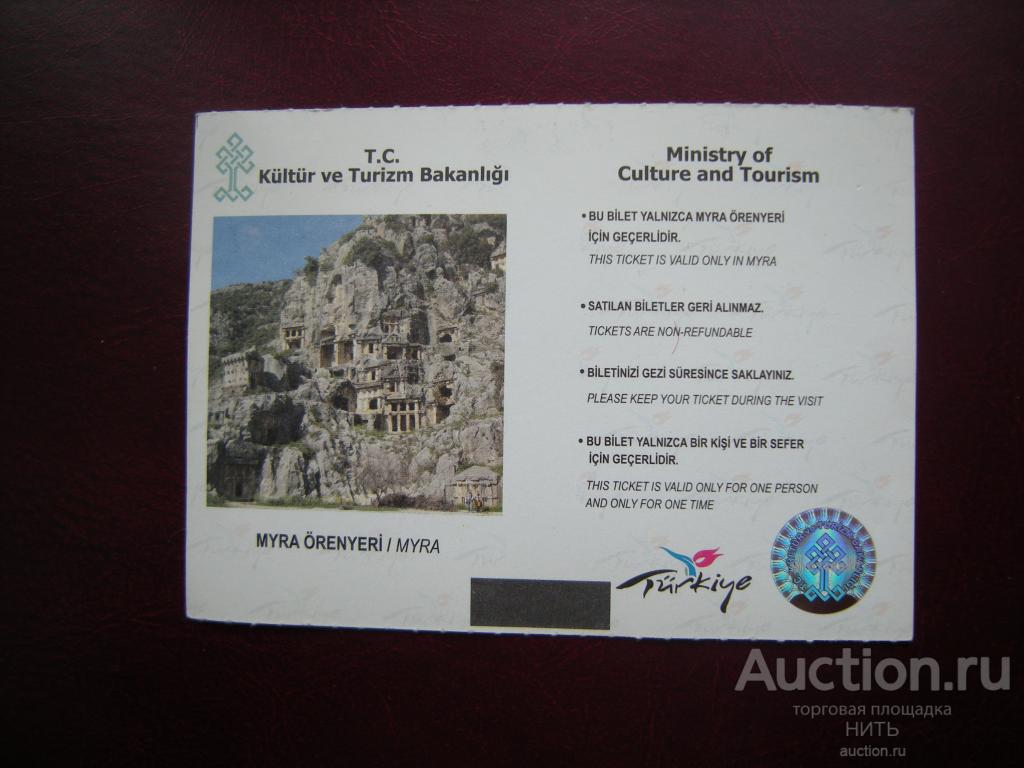 T.C.
Kültür ve Turizm Bakanlığı
MYRA ÖRENYERİ / MYRA
Ministry of
Culture and Tourism
• BU BİLET YALNIZCA MYRA ÖRENYERİ
İÇİN GEÇERLİDİR.
THIS TICKET IS VALID ONLY IN MYRA
• SATILAN BİLETLER GERİ ALINMAZ.
TICKETS ARE NON-REFUNDABLE
• BİLETİNİZİ GEZİ SÜRESİNCE SAKLAYINIZ.
PLEASE KEEP YOUR TICKET DURING THE VISIT
• BU BİLET YALNIZCA BİR KİŞİ VE BİR SEFER
İÇİN GEÇERLİDİR.
THIS TICKET IS VALID ONLY FOR ONE PERSON
AND ONLY FOR ONE TIME
Türkiye
Auction.ru
торговая площадка
НИТЬ
auction.ru